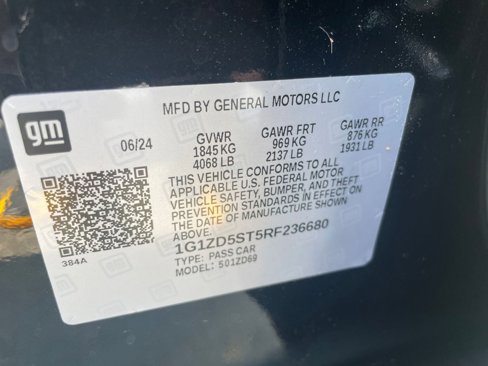 MFD BY GENERAL MOTORS LLC
gm
06/24 GVWR GAWR FRT GAWR RR
1845 KG 969 KG 876 KG
4068 LB 2137 LB 1931 LB
THIS VEHICLE CONFORMS TO ALL
APPLICABLE U.S. FEDERAL MOTOR
VEHICLE SAFETY, BUMPER, AND THEFT
PREVENTION STANDARDS IN EFFECT ON
THE DATE OF MANUFACTURE SHOWN
ABOVE.
1G1ZD5ST5RF236680
TYPE: PASS CAR
MODEL: 501ZD69
384A